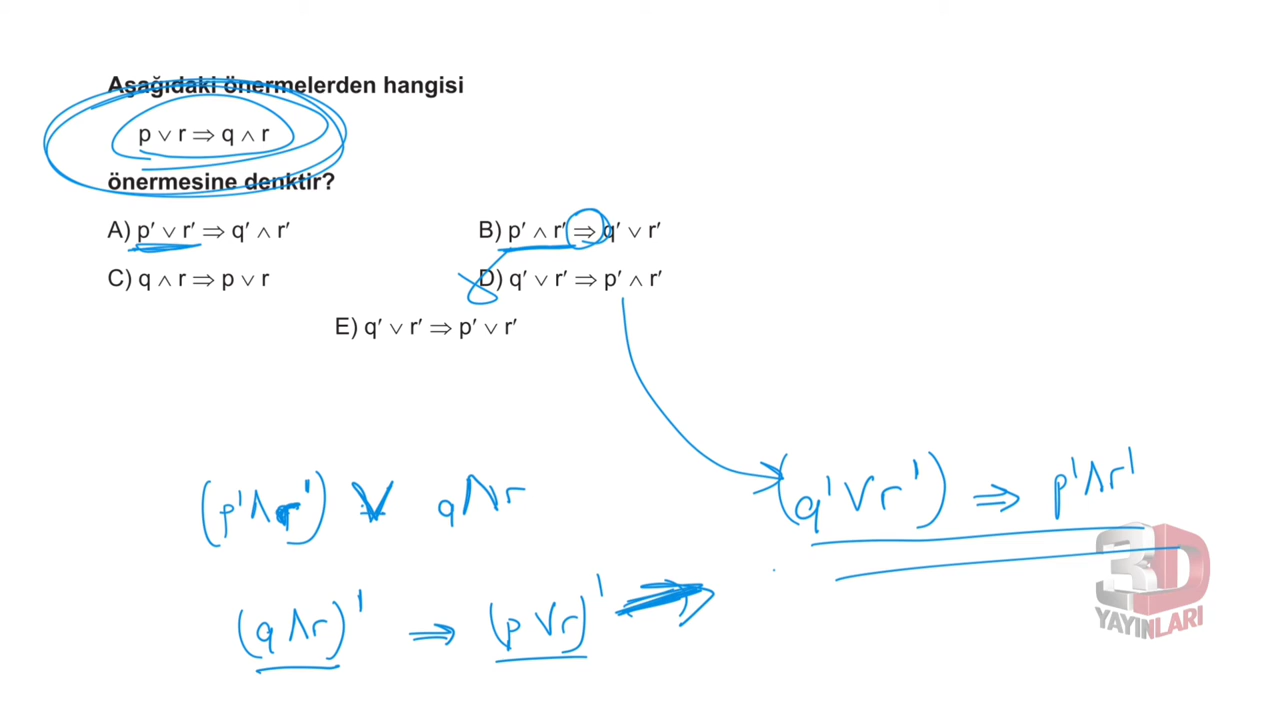 Aşağıdaki önermelerden hangisi
p ∨ r ⇒ q ∧ r
önermesine denktir?
A) p′ ∨ r′ ⇒ q′ ∧ r′
B) p′ ∧ r′ ⇒ q′ ∨ r′
C) q ∧ r ⇒ p ∨ r
D) q′ ∨ r′ ⇒ p′ ∧ r′
E) q′ ∨ r′ ⇒ p′ ∨ r′
(p' ∧ r') ∨ q ∧ r
(q' ∨ r') ⇒ p' ∧ r'
(q ∧ r)' ⇒ (p ∨ r)' ⇒
3D
YAYINLARI